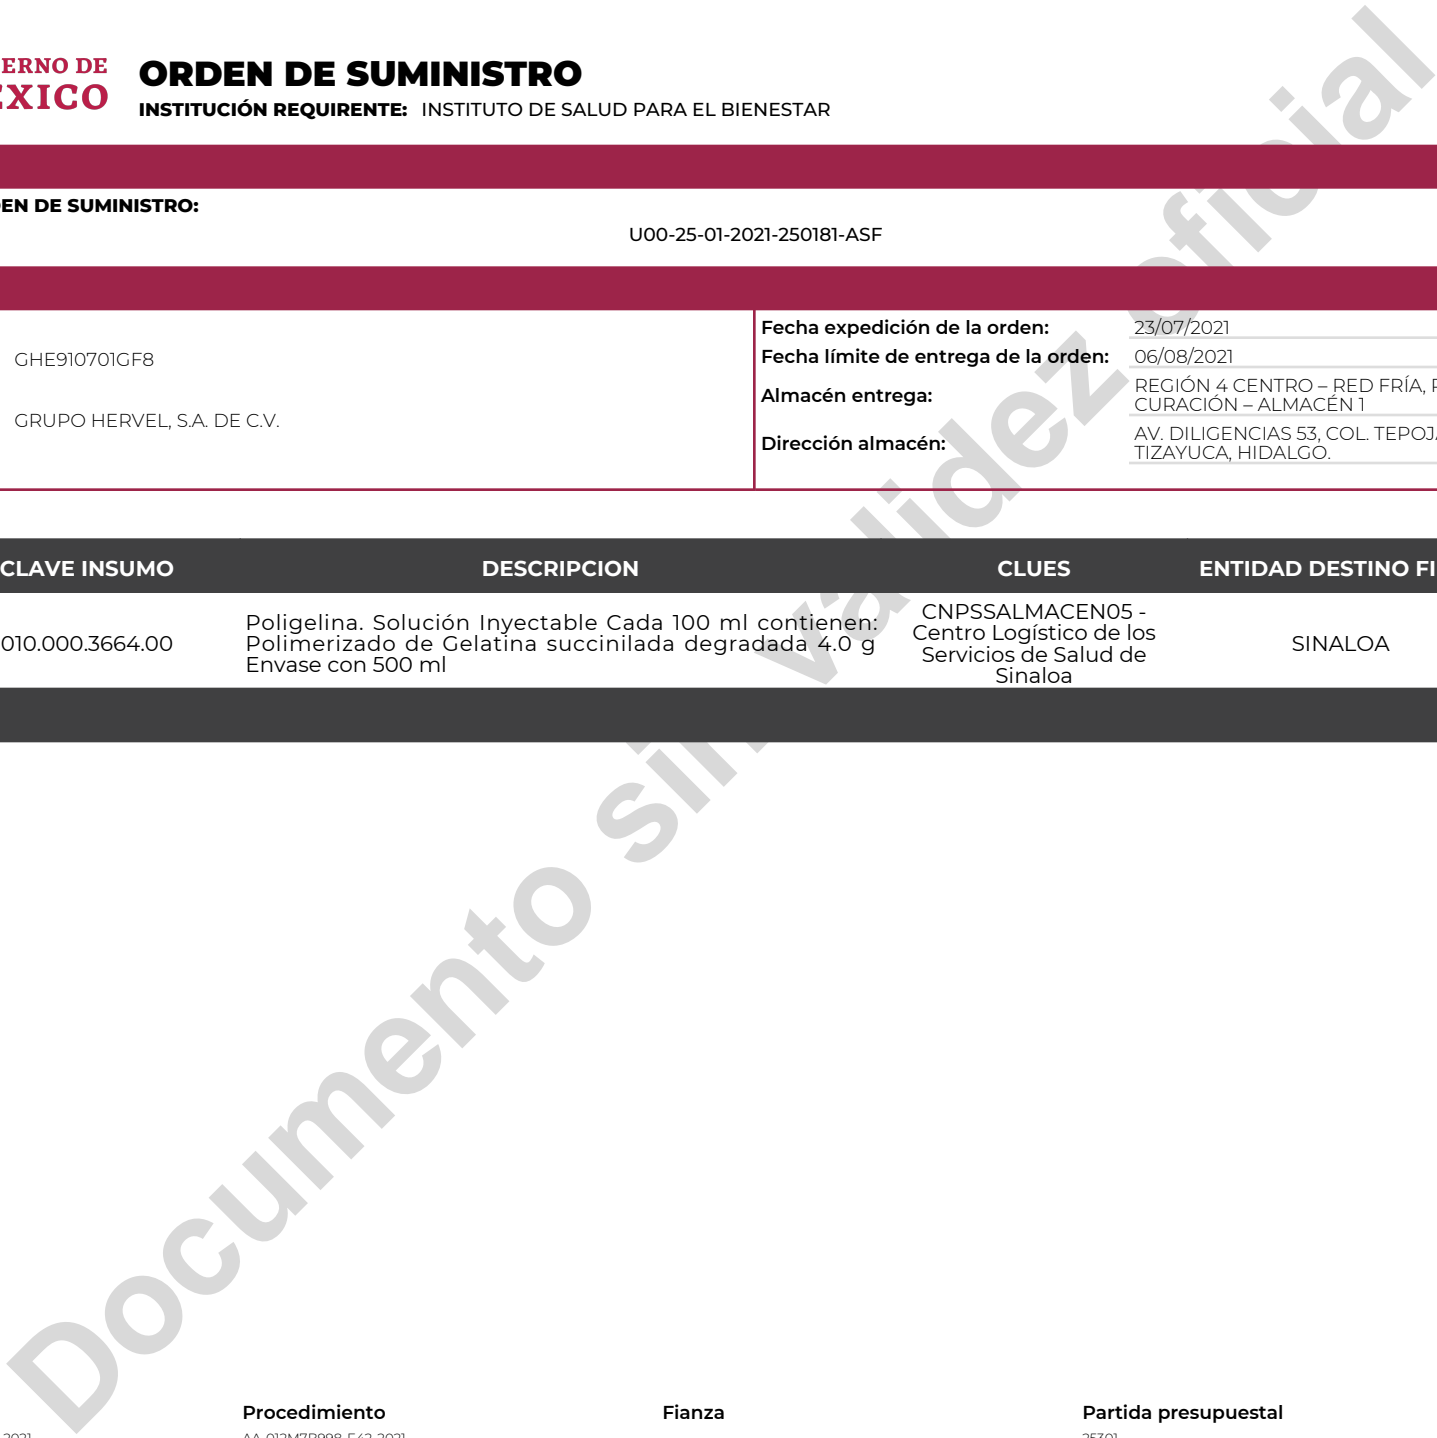 ORDEN DE SUMINISTRO
INSTITUCIÓN REQUIRENTE: INSTITUTO DE SALUD PARA EL BIENESTAR
DE SUMINISTRO:
U00-25-01-2021-250181-ASF
GHE910701GF8
GRUPO HERVEL, S.A. DE C.V.
Fecha expedición de la orden: 23/07/2021
Fecha límite de entrega de la orden: 06/08/2021
Almacén entrega: REGIÓN 4 CENTRO – RED FRÍA,
CURACIÓN – ALMACÉN 1
Dirección almacén: AV. DILIGENCIAS 53, COL.
TIZAYUCA, HIDALGO.
CLAVE INSUMO DESCRIPCION CLUES ENTIDAD DESTINO
010.000.3664.00
Poligelina. Solución Inyectable Cada 100 ml contienen:
Polimerizado de Gelatina succinilada degradada 4.0 g
Envase con 500 ml
CNPSSALMACEN05 -
Centro Logístico de los
Servicios de Salud de
Sinaloa
SINALOA
Documento sin validez oficial
Procedimiento Fianza Partida presupuestal